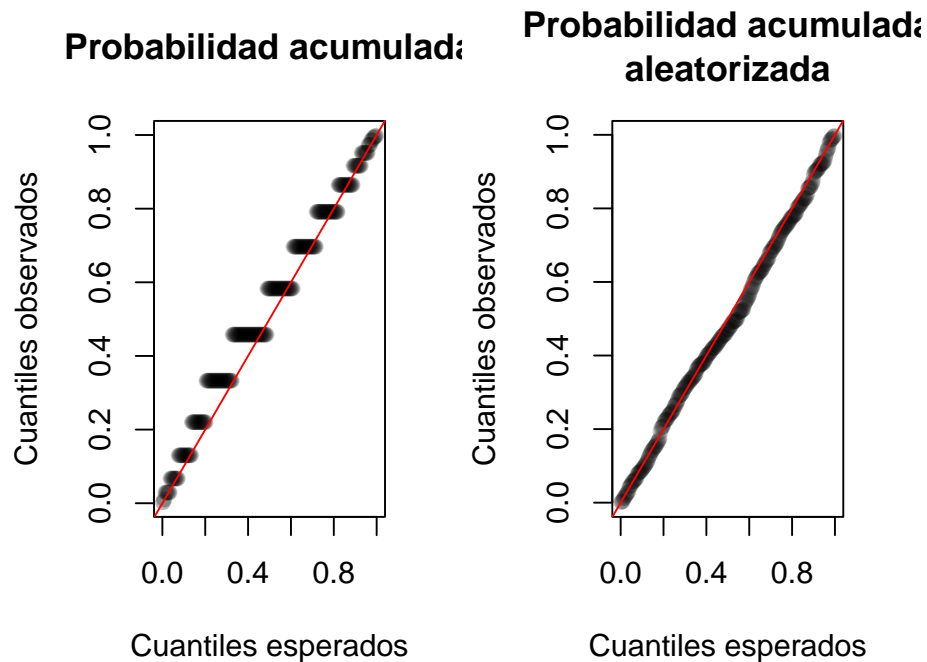 Probabilidad acumulada
Cuantiles observados
0.0 0.2 0.4 0.6 0.8 1.0
0.0 0.4 0.8
Cuantiles esperados
Probabilidad acumulada
aleatorizada
Cuantiles observados
0.0 0.2 0.4 0.6 0.8 1.0
0.0 0.4 0.8
Cuantiles esperados